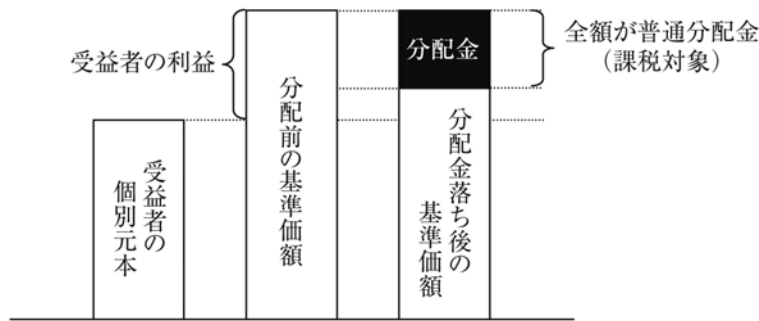 受益者の利益
分配金
全額が普通分配金
（課税対象）
受益者の
個別元本
分配前の基準価額
分配金落ち後の
基準価額